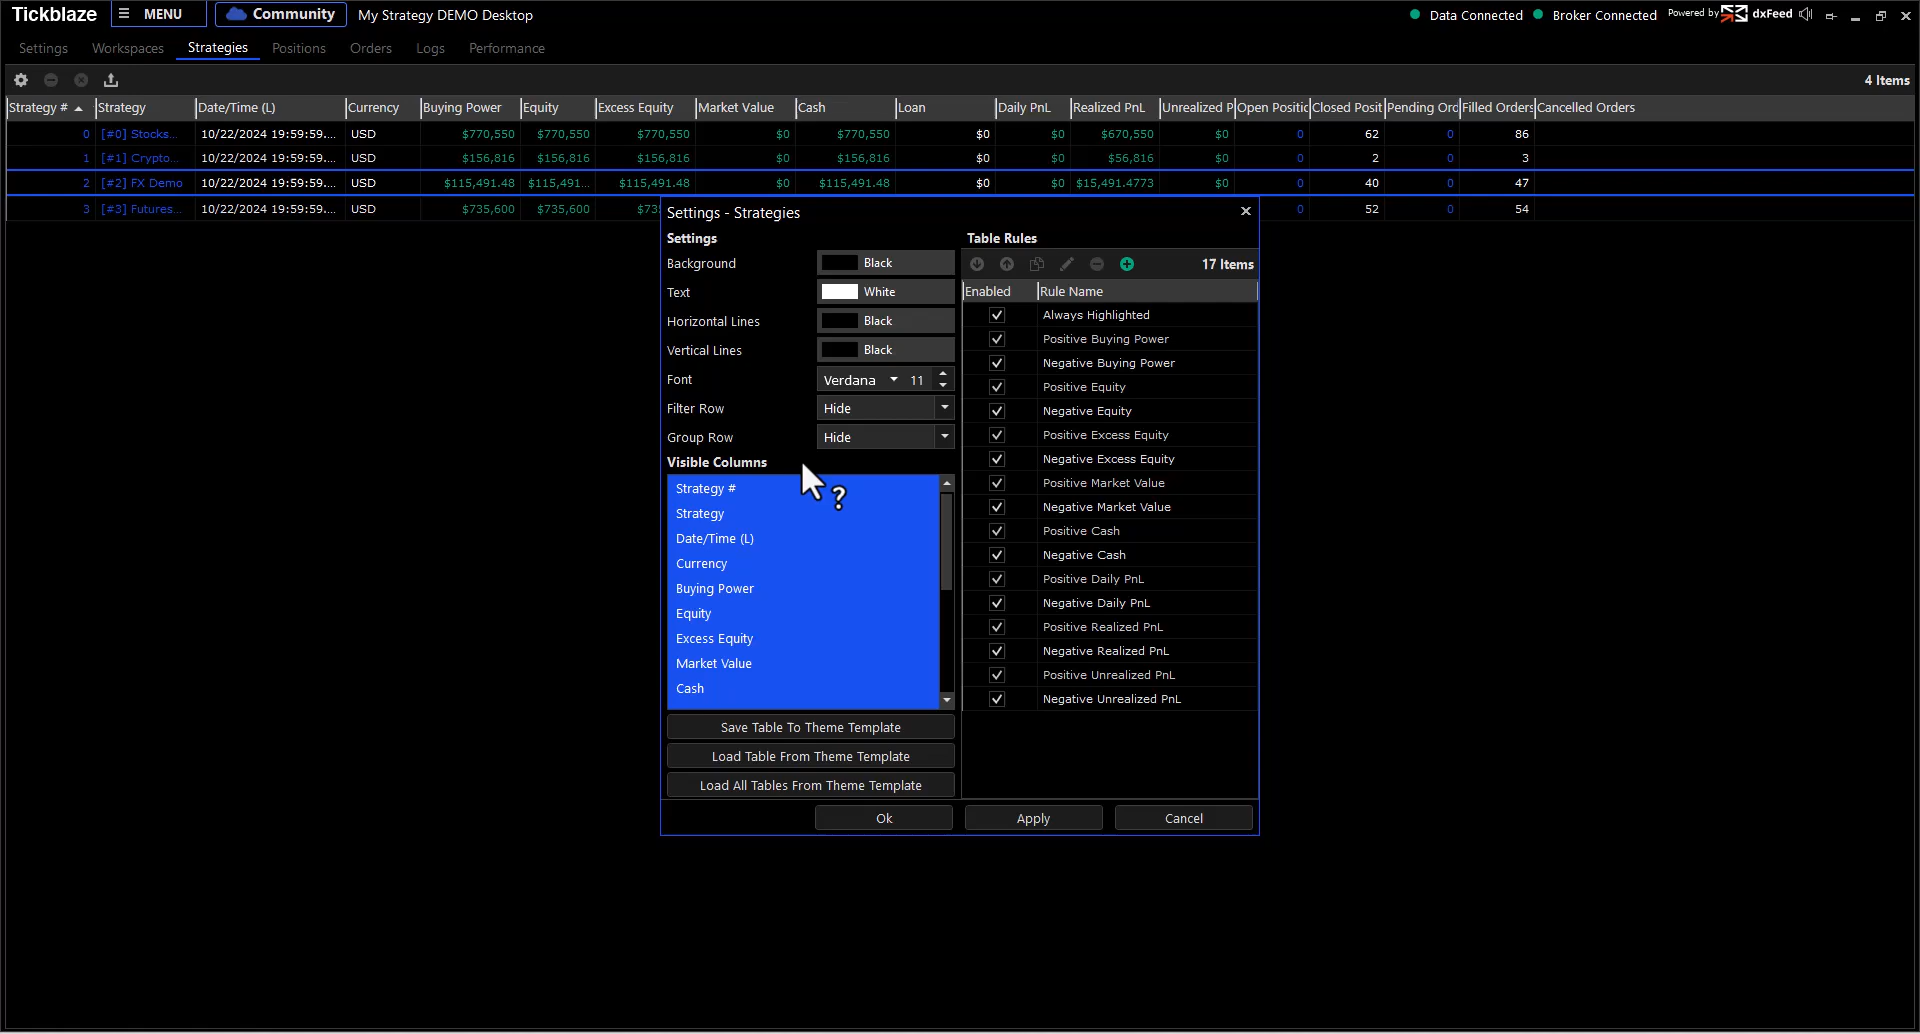 Tickblaze MENU Community My Strategy DEMO Desktop Data Connected Broker Connected Powered by dxFeed
Settings Workspaces Strategies Positions Orders Logs Performance
4 Items
Strategy # Strategy Date/Time (L) Currency Buying Power Equity Excess Equity Market Value Cash Loan Daily PnL Realized PnL Unrealized P Open Positic Closed Posit Pending Orc Filled Orders Cancelled Orders
0 [#0] Stocks... 10/22/2024 19:59:59.... USD $770,550 $770,550 $770,550 $0 $770,550 $0 $0 $670,550 $0 0 62 0 86
1 [#1] Crypto... 10/22/2024 19:59:59.... USD $156,816 $156,816 $156,816 $0 $156,816 $0 $0 $56,816 $0 0 2 0 3
2 [#2] FX Demo 10/22/2024 19:59:59.... USD $115,491.48 $115,491... $115,491.48 $0 $115,491.48 $0 $0 $15,491.4773 $0 0 40 0 47
3 [#3] Futures... 10/22/2024 19:59:59.... USD $735,600 $735,600 $735 0 52 0 54
Settings - Strategies
Settings
Background Black
Text White
Horizontal Lines Black
Vertical Lines Black
Font Verdana 11
Filter Row Hide
Group Row Hide
Visible Columns
Strategy #
Strategy
Date/Time (L)
Currency
Buying Power
Equity
Excess Equity
Market Value
Cash
Save Table To Theme Template
Load Table From Theme Template
Load All Tables From Theme Template
Table Rules
17 Items
Enabled Rule Name
Always Highlighted
Positive Buying Power
Negative Buying Power
Positive Equity
Negative Equity
Positive Excess Equity
Negative Excess Equity
Positive Market Value
Negative Market Value
Positive Cash
Negative Cash
Positive Daily PnL
Negative Daily PnL
Positive Realized PnL
Negative Realized PnL
Positive Unrealized PnL
Negative Unrealized PnL
Ok Apply Cancel